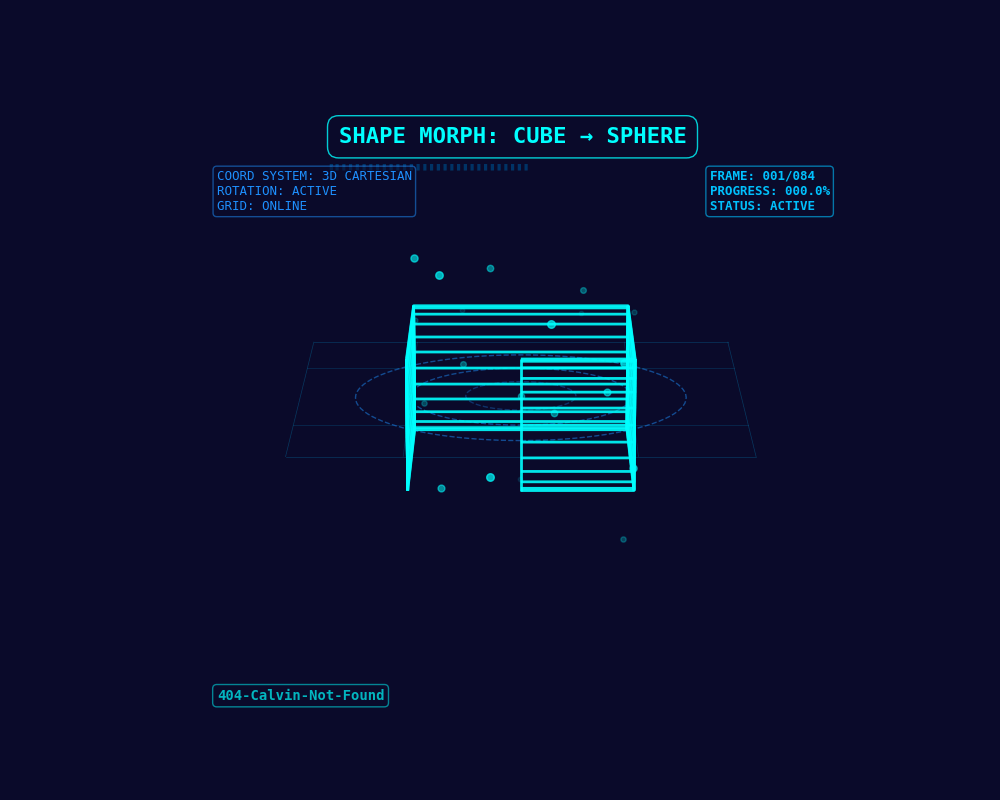 SHAPE MORPH: CUBE → SPHERE
COORD SYSTEM: 3D CARTESIAN
ROTATION: ACTIVE
GRID: ONLINE
FRAME: 001/084
PROGRESS: 000.0%
STATUS: ACTIVE
404-Calvin-Not-Found